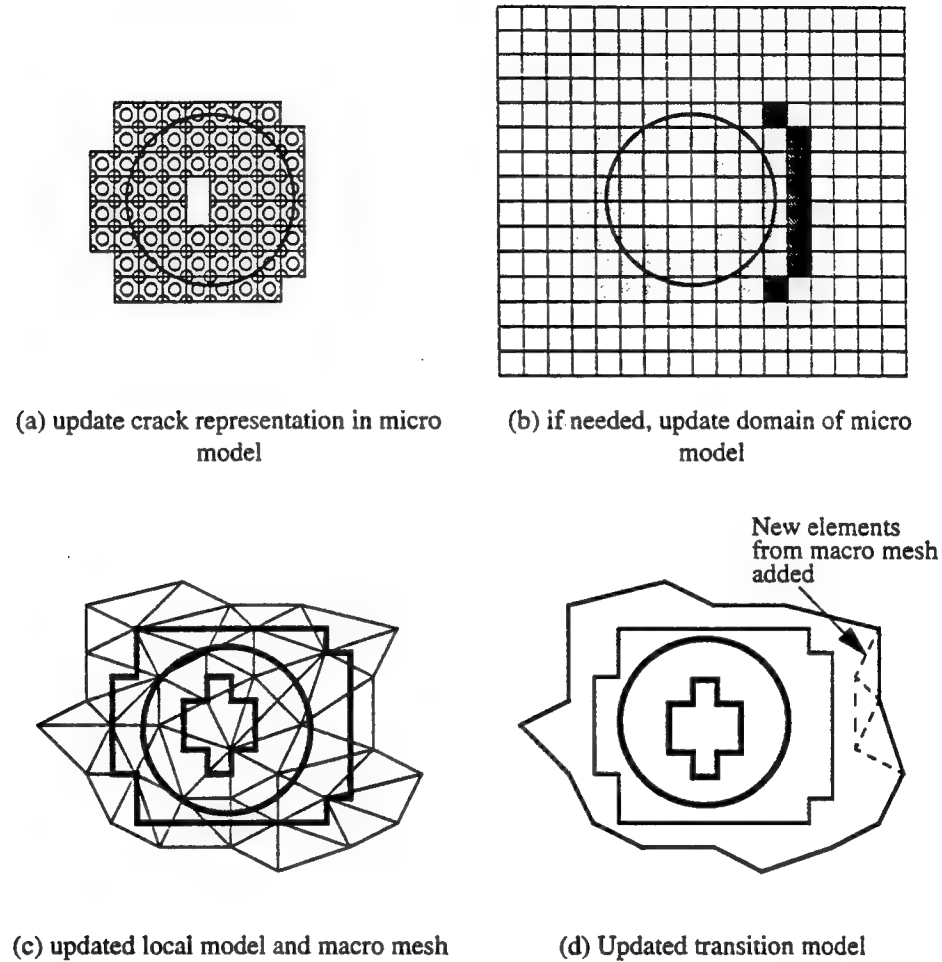 (a) update crack representation in micro
model
(b) if needed, update domain of micro
model
New elements
from macro mesh
added
(c) updated local model and macro mesh
(d) Updated transition model